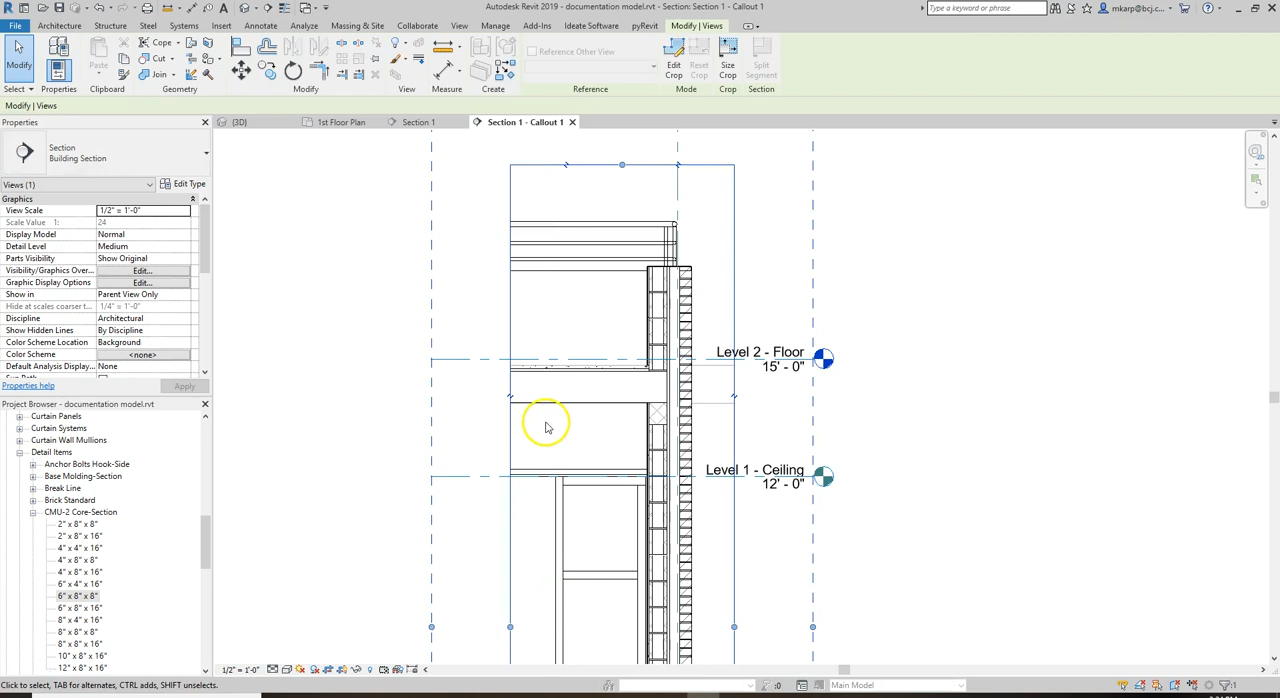 Autodesk Revit 2019 - documentation model.rvt - Section: Section 1 - Callout 1
Type a keyword or phrase
mkarp@bcj.c...
File
Architecture
Structure
Steel
Systems
Insert
Annotate
Analyze
Massing & Site
Collaborate
View
Manage
Add-Ins
Ideate Software
pyRevit
Modify | Views
Modify
Paste
Cope
Cut
Join
Reference Other View
Edit
Crop
Reset
Crop
Size
Crop
Split
Segment
Select
Properties
Clipboard
Geometry
Modify
View
Measure
Create
Reference
Mode
Crop
Section
Modify | Views
Properties
(3D)
1st Floor Plan
Section 1
Section 1 - Callout 1
Section
Building Section
Views (1)
Edit Type
Graphics
View Scale
1/2" = 1'-0"
Scale Value 1:
24
Display Model
Normal
Detail Level
Medium
Parts Visibility
Show Original
Visibility/Graphics Over...
Edit...
Graphic Display Options
Edit...
Show in
Parent View Only
Hide at scales coarser t...
1/4" = 1'-0"
Discipline
Architectural
Show Hidden Lines
By Discipline
Color Scheme Location
Background
Color Scheme
<none>
Default Analysis Display...
None
Properties help
Apply
Project Browser - documentation model.rvt
Curtain Panels
Curtain Systems
Curtain Wall Mullions
Detail Items
Anchor Bolts Hook-Side
Base Molding-Section
Break Line
Brick Standard
CMU-2 Core-Section
2" x 8" x 8"
2" x 8" x 16"
4" x 4" x 16"
4" x 8" x 8"
4" x 8" x 16"
6" x 4" x 16"
6" x 8" x 8"
6" x 8" x 16"
8" x 4" x 16"
8" x 8" x 8"
8" x 8" x 16"
10" x 8" x 16"
12" x 8" x 16"
Level 2 - Floor
15' - 0"
Level 1 - Ceiling
12' - 0"
1/2" = 1'-0"
Click to select, TAB for alternates, CTRL adds, SHIFT unselects.
:0
Main Model
:1